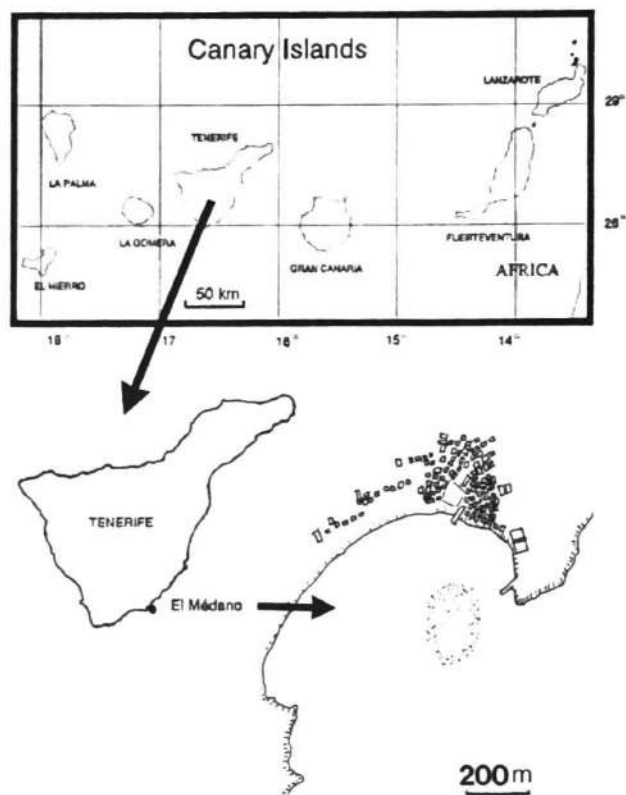 Canary Islands
LANZAROTE
29°
TENERIFE
LA PALMA
LA GOMERA
28°
FUERTEVENTURA
GRAN CANARIA
AFRICA
EL HIERRO
50 km
18° 17 16° 15° 14°
TENERIFE
El Médano
200m